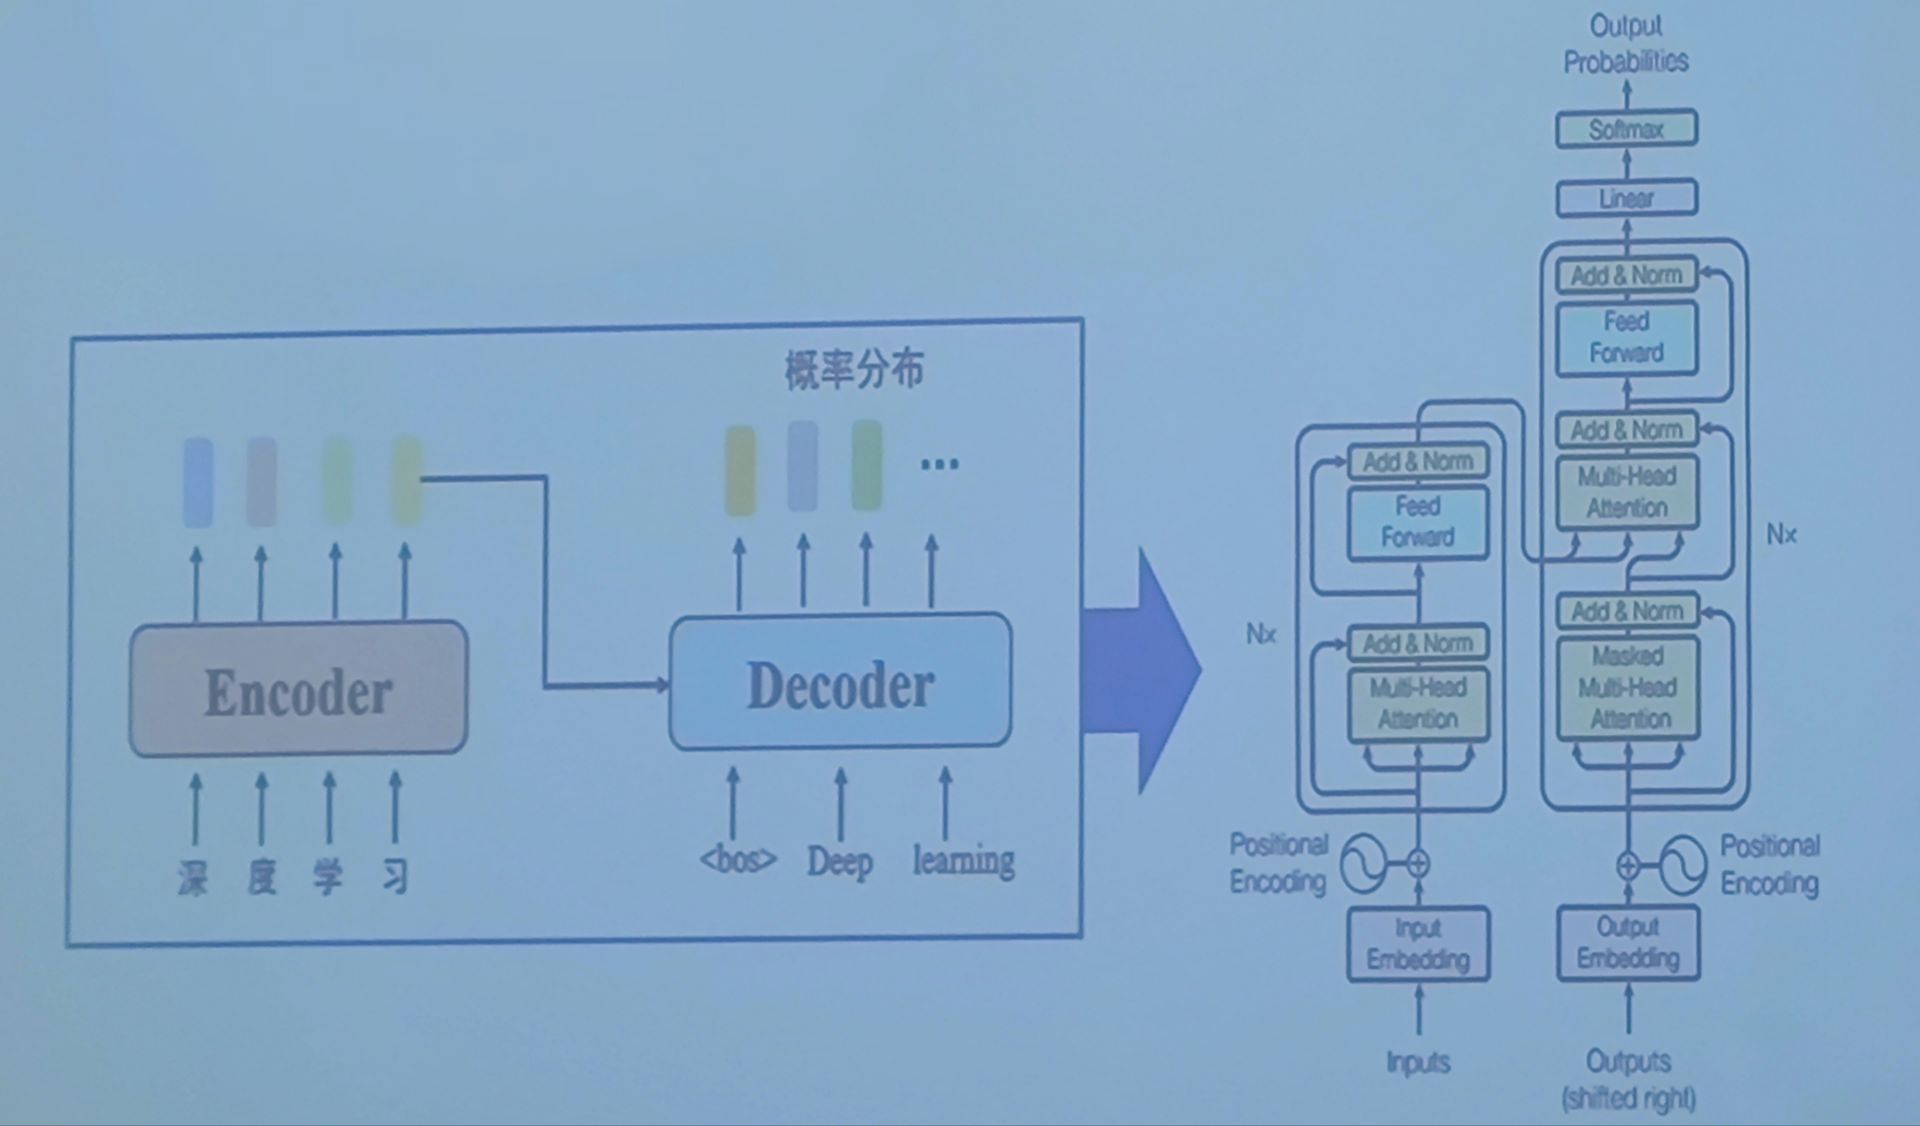 概率分布
...
Encoder
Decoder
深 度 学 习
<bos> Deep learning
Output
Probabilities
Softmax
Linear
Add & Norm
Feed
Forward
Add & Norm
Multi-Head
Attention
Add & Norm
Masked
Multi-Head
Attention
Nx
Add & Norm
Feed
Forward
Add & Norm
Multi-Head
Attention
Nx
Positional
Encoding
Positional
Encoding
Input
Embedding
Output
Embedding
Inputs
Outputs
(shifted right)